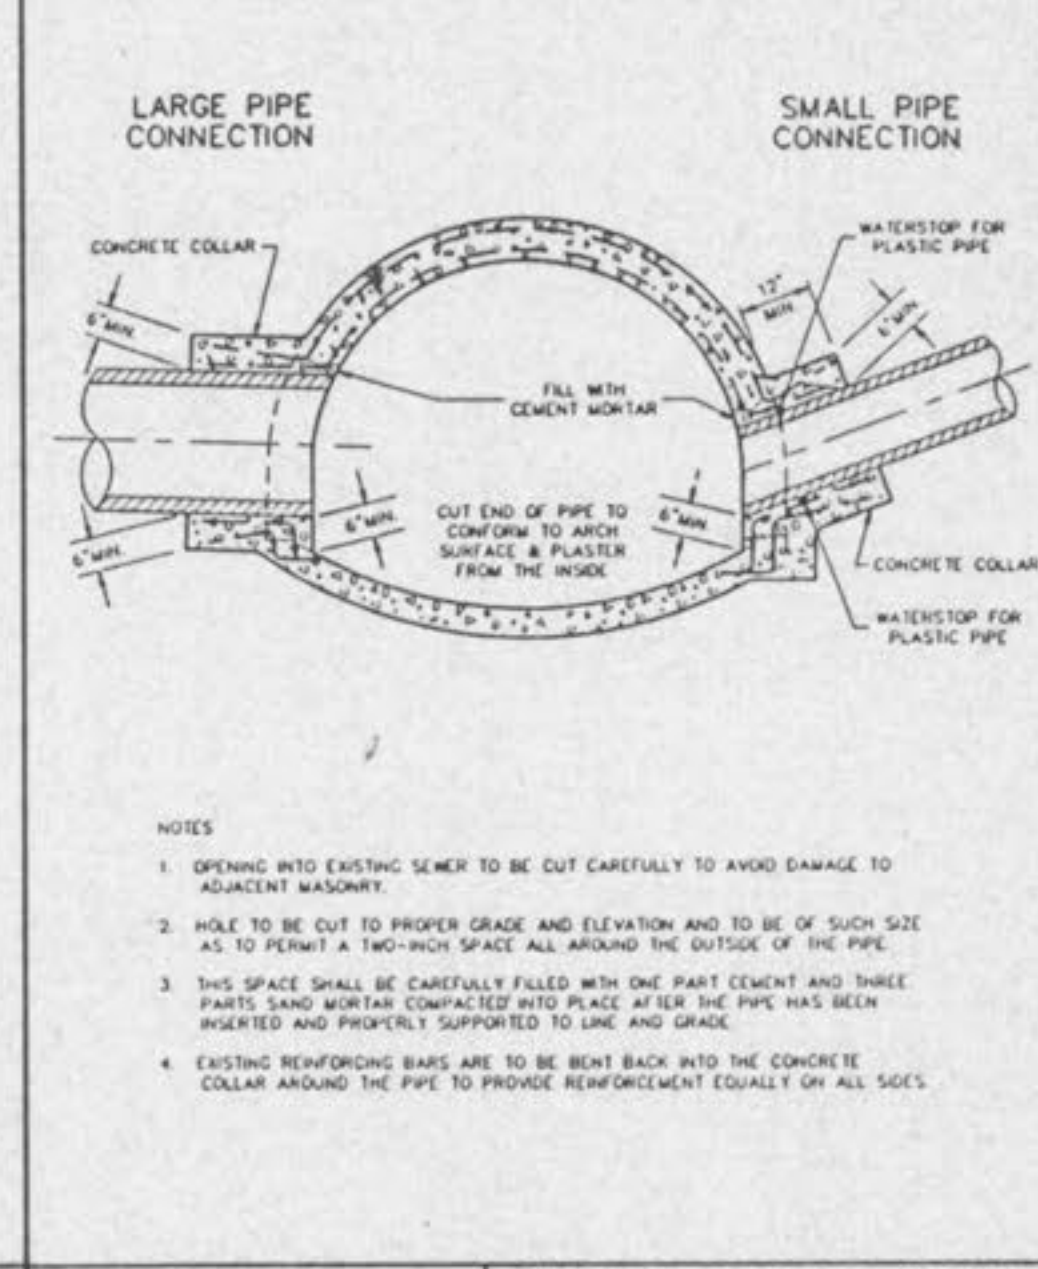 LARGE PIPE
CONNECTION
SMALL PIPE
CONNECTION
CONCRETE COLLAR
WATERSTOP FOR
PLASTIC PIPE
12"
MIN.
6" MIN.
6" MIN.
FILL WITH
CEMENT MORTAR
6" MIN.
CUT END OF PIPE TO
CONFORM TO ARCH
SURFACE & PLASTER
FROM THE INSIDE
6" MIN.
6" MIN.
CONCRETE COLLAR
WATERSTOP FOR
PLASTIC PIPE
NOTES
1. OPENING INTO EXISTING SEWER TO BE CUT CAREFULLY TO AVOID DAMAGE TO
ADJACENT MASONRY.
2. HOLE TO BE CUT TO PROPER GRADE AND ELEVATION AND TO BE OF SUCH SIZE
AS TO PERMIT A TWO-INCH SPACE ALL AROUND THE OUTSIDE OF THE PIPE
3. THIS SPACE SHALL BE CAREFULLY FILLED WITH ONE PART CEMENT AND THREE
PARTS SAND MORTAR COMPACTED INTO PLACE AFTER THE PIPE HAS BEEN
INSERTED AND PROPERLY SUPPORTED TO LINE AND GRADE
4. EXISTING REINFORCING BARS ARE TO BE BENT BACK INTO THE CONCRETE
COLLAR AROUND THE PIPE TO PROVIDE REINFORCEMENT EQUALLY ON ALL SIDES